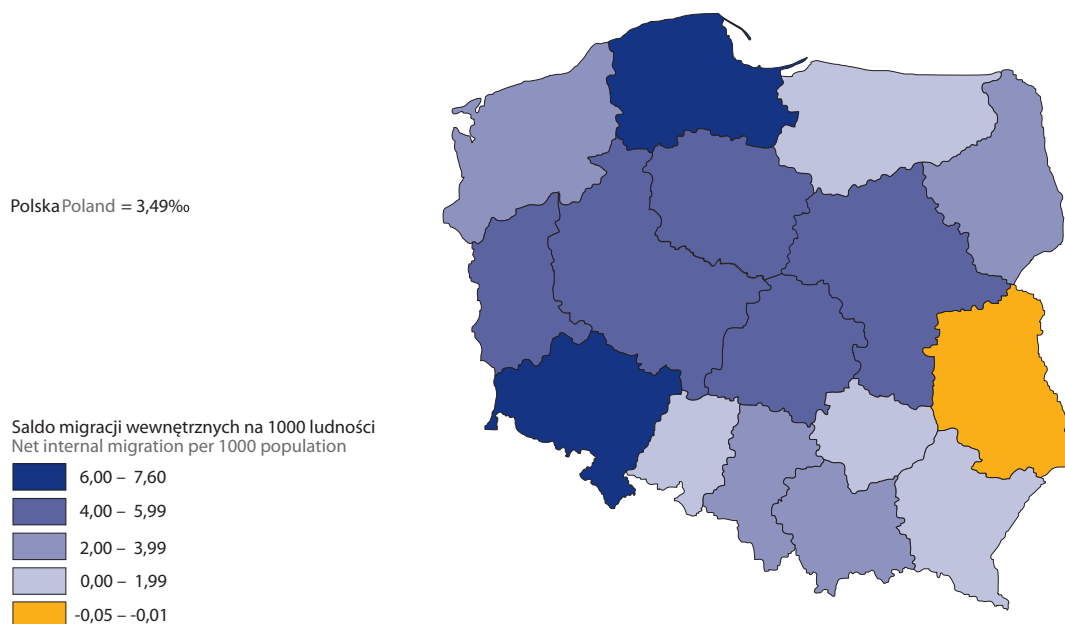 Polska Poland = 3,49‰
Saldo migracji wewnętrznych na 1000 ludności
Net internal migration per 1000 population
6,00 – 7,60
4,00 – 5,99
2,00 – 3,99
0,00 – 1,99
-0,05 – -0,01